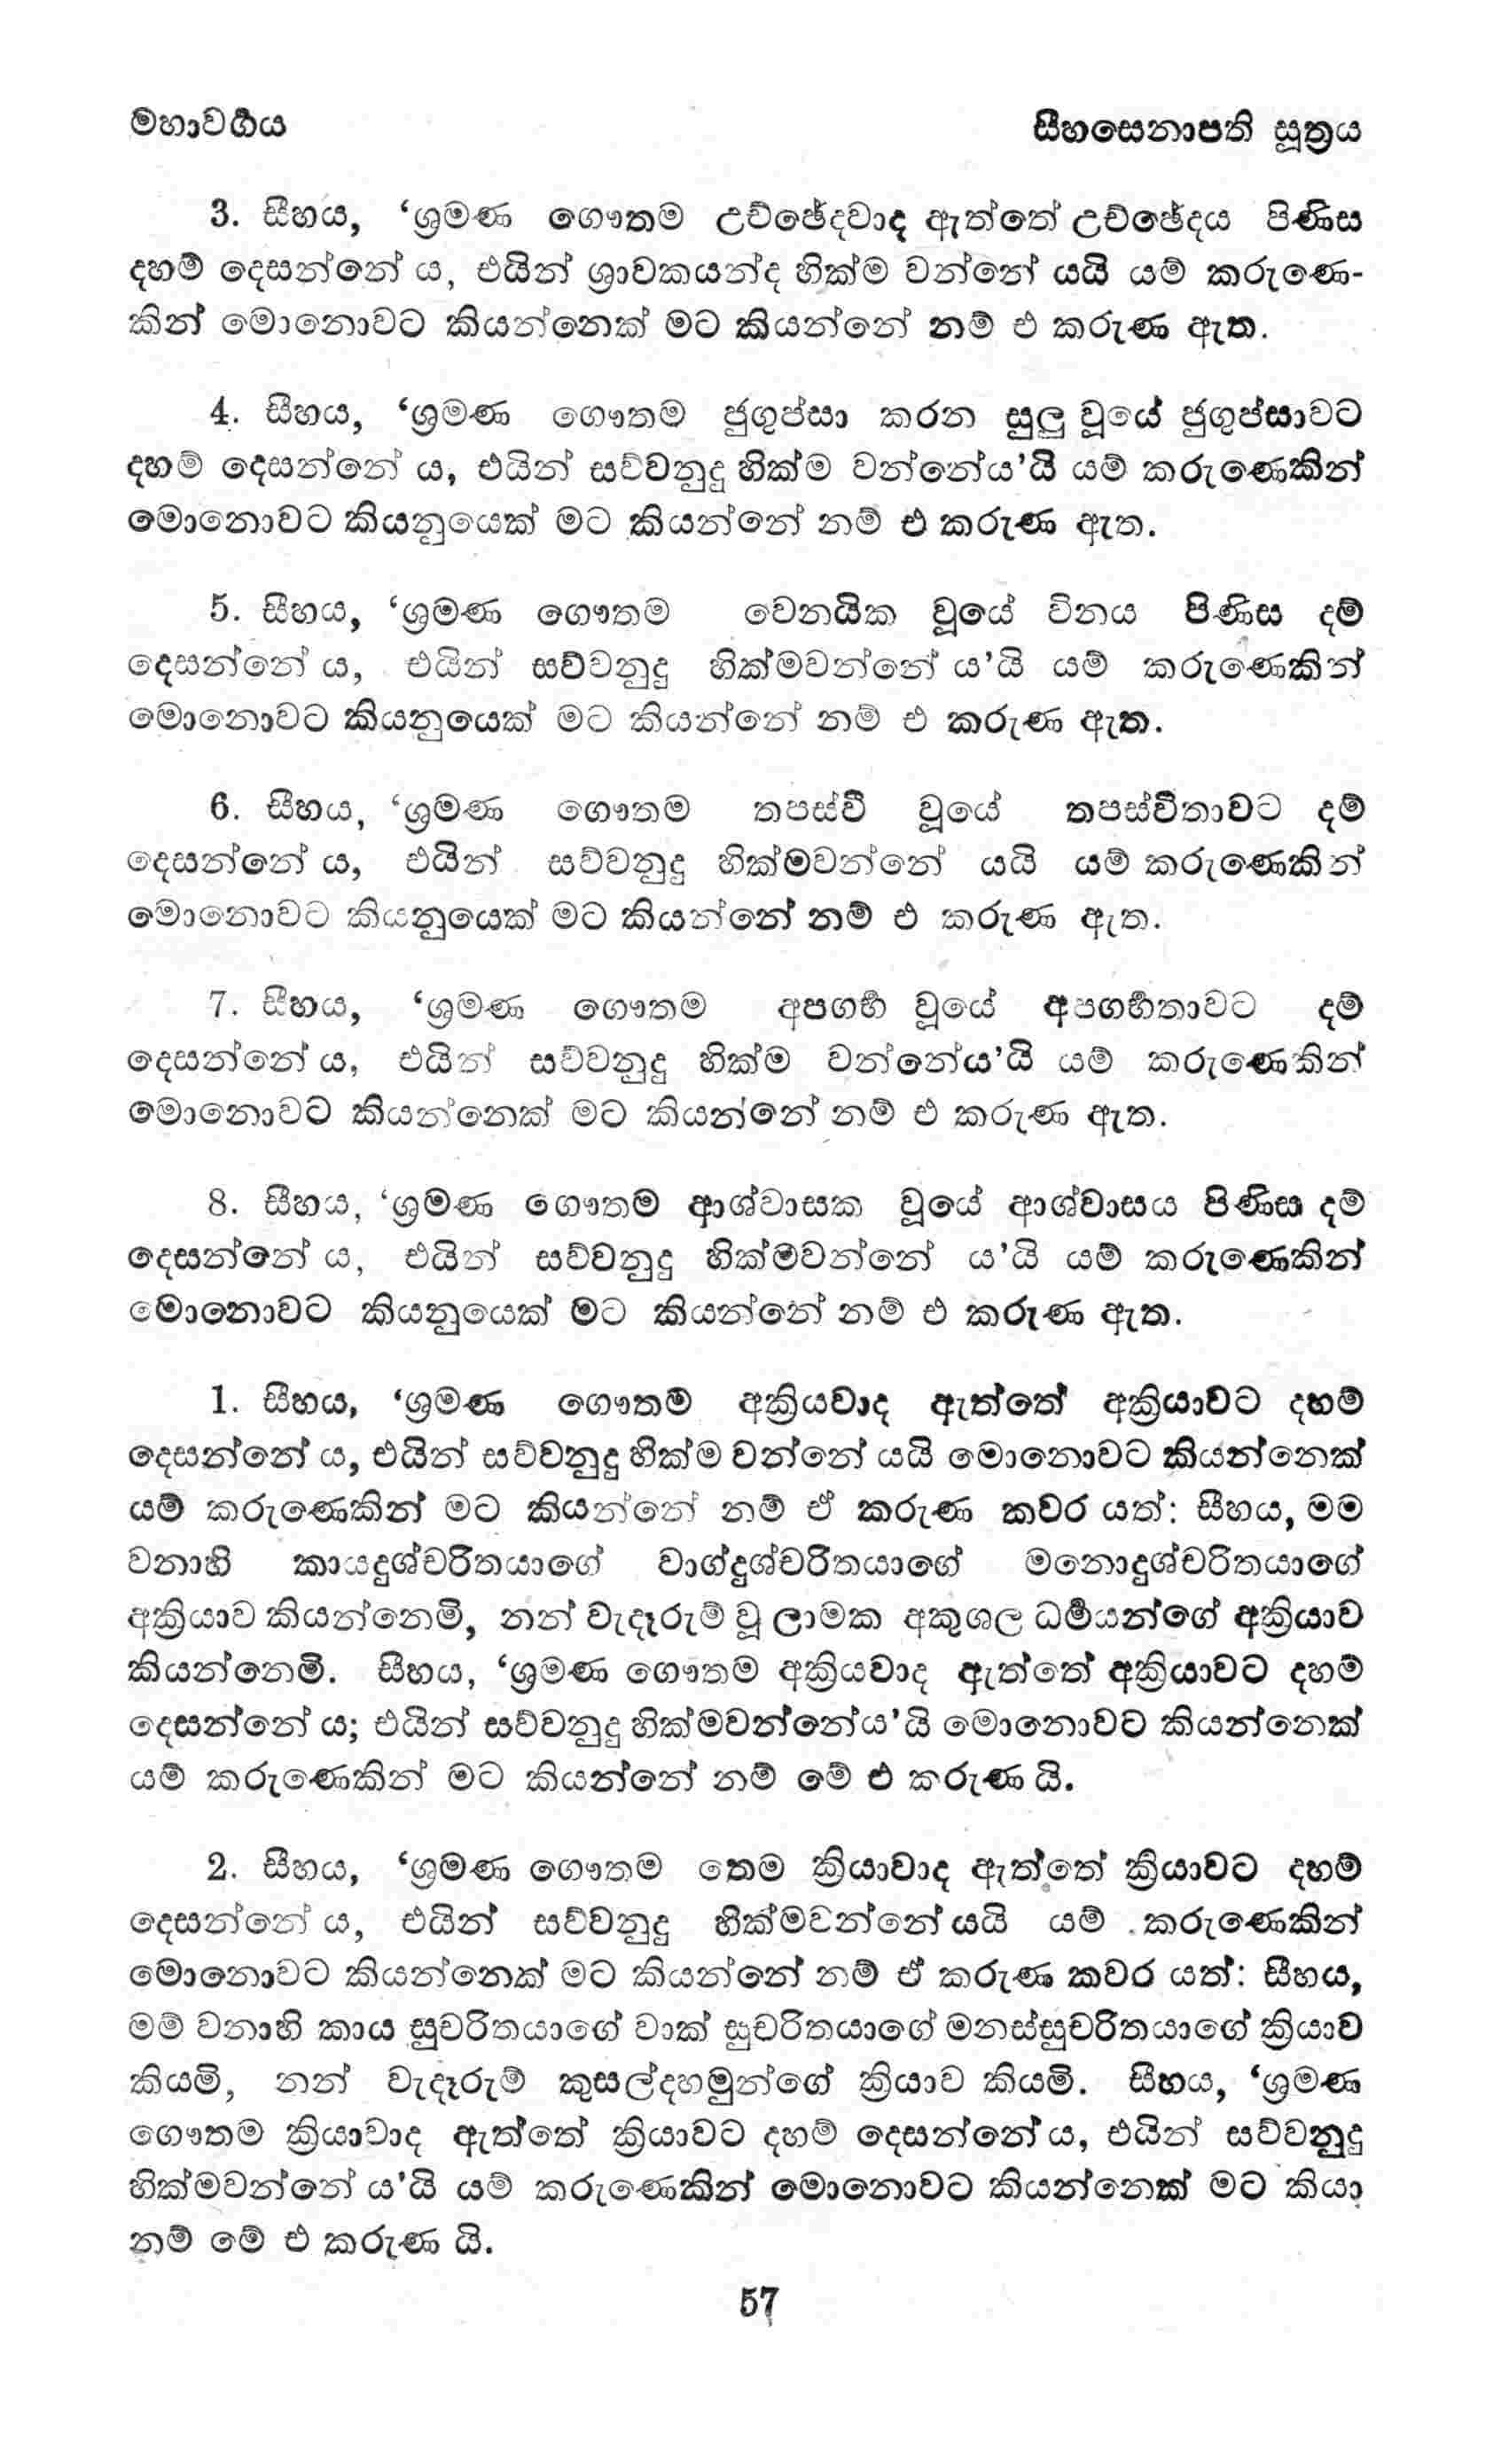 මහාවර්‍ගය
සීහසෙනාපති සූත්‍රය
3. සීහය, ‘ශ්‍රමණ ගෞතම උච්ඡේදවාද ඇත්තේ උච්ඡේදය පිණිස
දහම් දෙසන්නේ ය, එයින් ශ්‍රාවකයන්ද හික්ම වන්නේ යයි යම් කරුණෙ-
කින් මොනොවට කියන්නෙක් මට කියන්නේ නම් එ කරුණ ඇත.
4. සීහය, ‘ශ්‍රමණ ගෞතම ජුගුප්සා කරන සුලු වූයේ ජුගුප්සාවට
දහම් දෙසන්නේ ය, එයින් සව්වනුදු හික්ම වන්නේය’යි යම් කරුණෙකින්
මොනොවට කියනුයෙක් මට කියන්නේ නම් එ කරුණ ඇත.
5. සීහය, ‘ශ්‍රමණ ගෞතම වෙනයික වූයේ විනය පිණිස දම්
දෙසන්නේ ය, එයින් සව්වනුදු හික්මවන්නේ ය’යි යම් කරුණෙකින්
මොනොවට කියනුයෙක් මට කියන්නේ නම් එ කරුණ ඇත.
6. සීහය, ‘ශ්‍රමණ ගෞතම තපස්වී වූයේ තපස්වීතාවට දම්
දෙසන්නේ ය, එයින් සව්වනුදු හික්මවන්නේ යයි යම් කරුණෙකින්
මොනොවට කියනුයෙක් මට කියන්නේ නම් එ කරුණ ඇත.
7. සීහය, ‘ශ්‍රමණ ගෞතම අපගර්‍භ වූයේ අපගර්‍භතාවට දම්
දෙසන්නේ ය, එයින් සව්වනුදු හික්ම වන්නේය’යි යම් කරුණෙකින්
මොනොවට කියන්නෙක් මට කියන්නේ නම් එ කරුණ ඇත.
8. සීහය, ‘ශ්‍රමණ ගෞතම ආශ්වාසක වූයේ ආශ්වාසය පිණිස දම්
දෙසන්නේ ය, එයින් සව්වනුදු හික්මවන්නේ ය’යි යම් කරුණෙකින්
මොනොවට කියනුයෙක් මට කියන්නේ නම් එ කරුණ ඇත.
1. සීහය, ‘ශ්‍රමණ ගෞතම අක්‍රියවාද ඇත්තේ අක්‍රියාවට දහම්
දෙසන්නේ ය, එයින් සව්වනුදු හික්ම වන්නේ යයි මොනොවට කියන්නෙක්
යම් කරුණෙකින් මට කියන්නේ නම් ඒ කරුණ කවර යත්: සීහය, මම
වනාහි කායදුශ්චරිතයාගේ වාග්දුශ්චරිතයාගේ මනොදුශ්චරිතයාගේ
අක්‍රියාව කියන්නෙමි, නන් වැදෑරුම් වූ ලාමක අකුශල ධර්‍මයන්ගේ අක්‍රියාව
කියන්නෙමි. සීහය, ‘ශ්‍රමණ ගෞතම අක්‍රියවාද ඇත්තේ අක්‍රියාවට දහම්
දෙසන්නේ ය; එයින් සව්වනුදු හික්මවන්නේය’යි මොනොවට කියන්නෙක්
යම් කරුණෙකින් මට කියන්නේ නම් මේ එ කරුණ යි.
2. සීහය, ‘ශ්‍රමණ ගෞතම තෙම ක්‍රියාවාද ඇත්තේ ක්‍රියාවට දහම්
දෙසන්නේ ය, එයින් සව්වනුදු හික්මවන්නේ යයි යම් කරුණෙකින්
මොනොවට කියන්නෙක් මට කියන්නේ නම් ඒ කරුණ කවර යත්: සීහය,
මම් වනාහි කාය සුචරිතයාගේ වාක් සුචරිතයාගේ මනස්සුචරිතයාගේ ක්‍රියාව
කියමි, නන් වැදෑරුම් කුසල්දහමුන්ගේ ක්‍රියාව කියමි. සීහය, ‘ශ්‍රමණ
ගෞතම ක්‍රියාවාද ඇත්තේ ක්‍රියාවට දහම් දෙසන්නේ ය, එයින් සව්වනුදු
හික්මවන්නේ ය’යි යම් කරුණෙකින් මොනොවට කියන්නෙක් මට කියා
නම් මේ එ කරුණ යි.
57